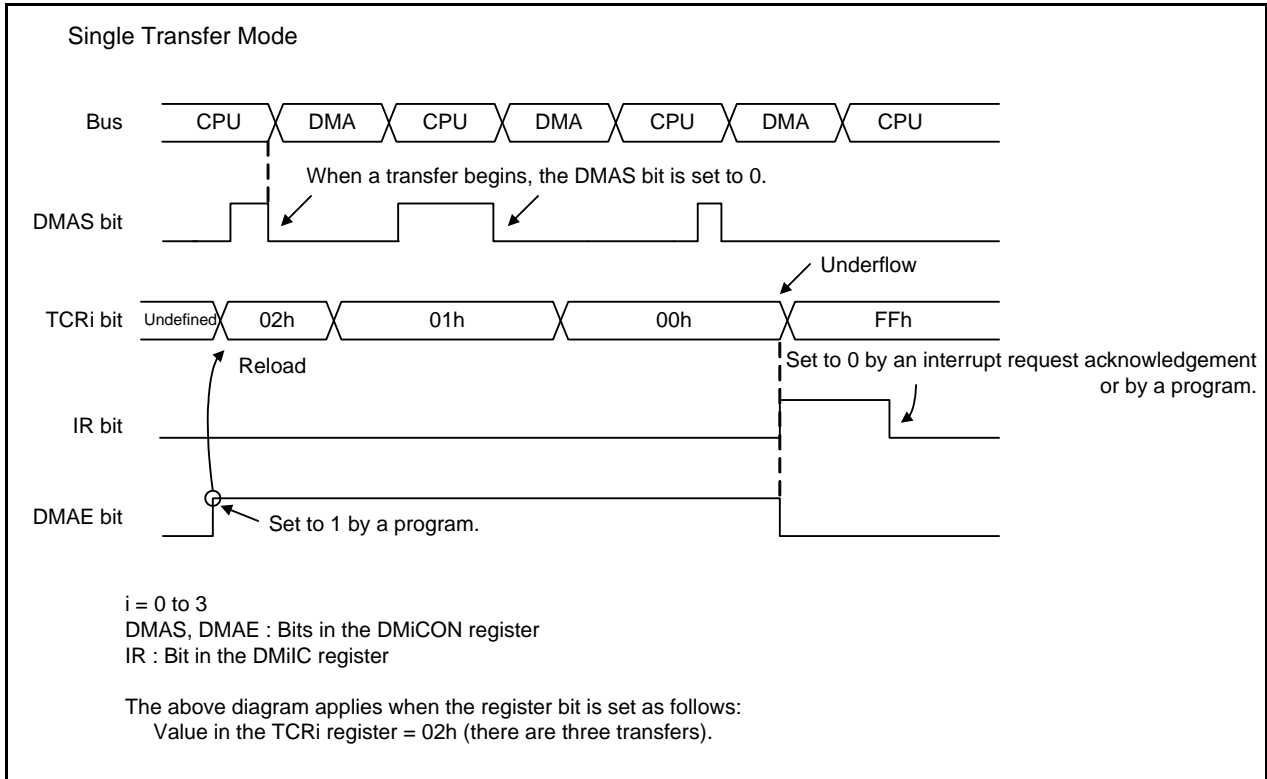 Single Transfer Mode
Bus CPU DMA CPU DMA CPU DMA CPU
When a transfer begins, the DMAS bit is set to 0.
DMAS bit
Underflow
TCRi bit Undefined 02h 01h 00h FFh
Reload
Set to 0 by an interrupt request acknowledgement
or by a program.
IR bit
DMAE bit
Set to 1 by a program.
i = 0 to 3
DMAS, DMAE : Bits in the DMiCON register
IR : Bit in the DMiIC register
The above diagram applies when the register bit is set as follows:
Value in the TCRi register = 02h (there are three transfers).